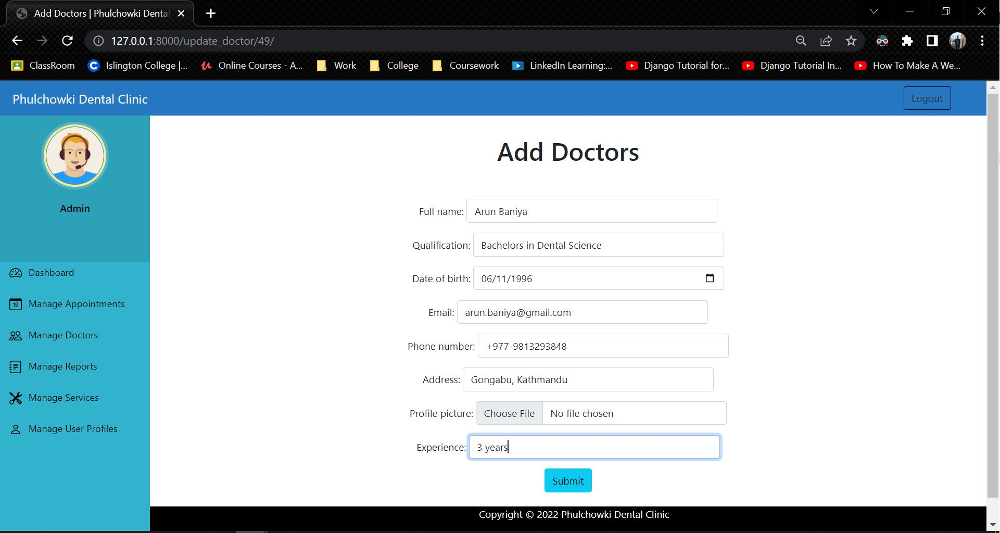 Add Doctors | Phulchowki Dental
127.0.0.1:8000/update_doctor/49/
ClassRoom Islington College |... Online Courses - A... Work College Coursework LinkedIn Learning:... Django Tutorial for... Django Tutorial In... How To Make A We...
Phulchowki Dental Clinic Logout
Admin
Dashboard
19 Manage Appointments
Manage Doctors
Manage Reports
Manage Services
Manage User Profiles
Add Doctors
Full name: Arun Baniya
Qualification: Bachelors in Dental Science
Date of birth: 06/11/1996
Email: arun.baniya@gmail.com
Phone number: +977-9813293848
Address: Gongabu, Kathmandu
Profile picture: Choose File No file chosen
Experience: 3 years
Submit
Copyright © 2022 Phulchowki Dental Clinic